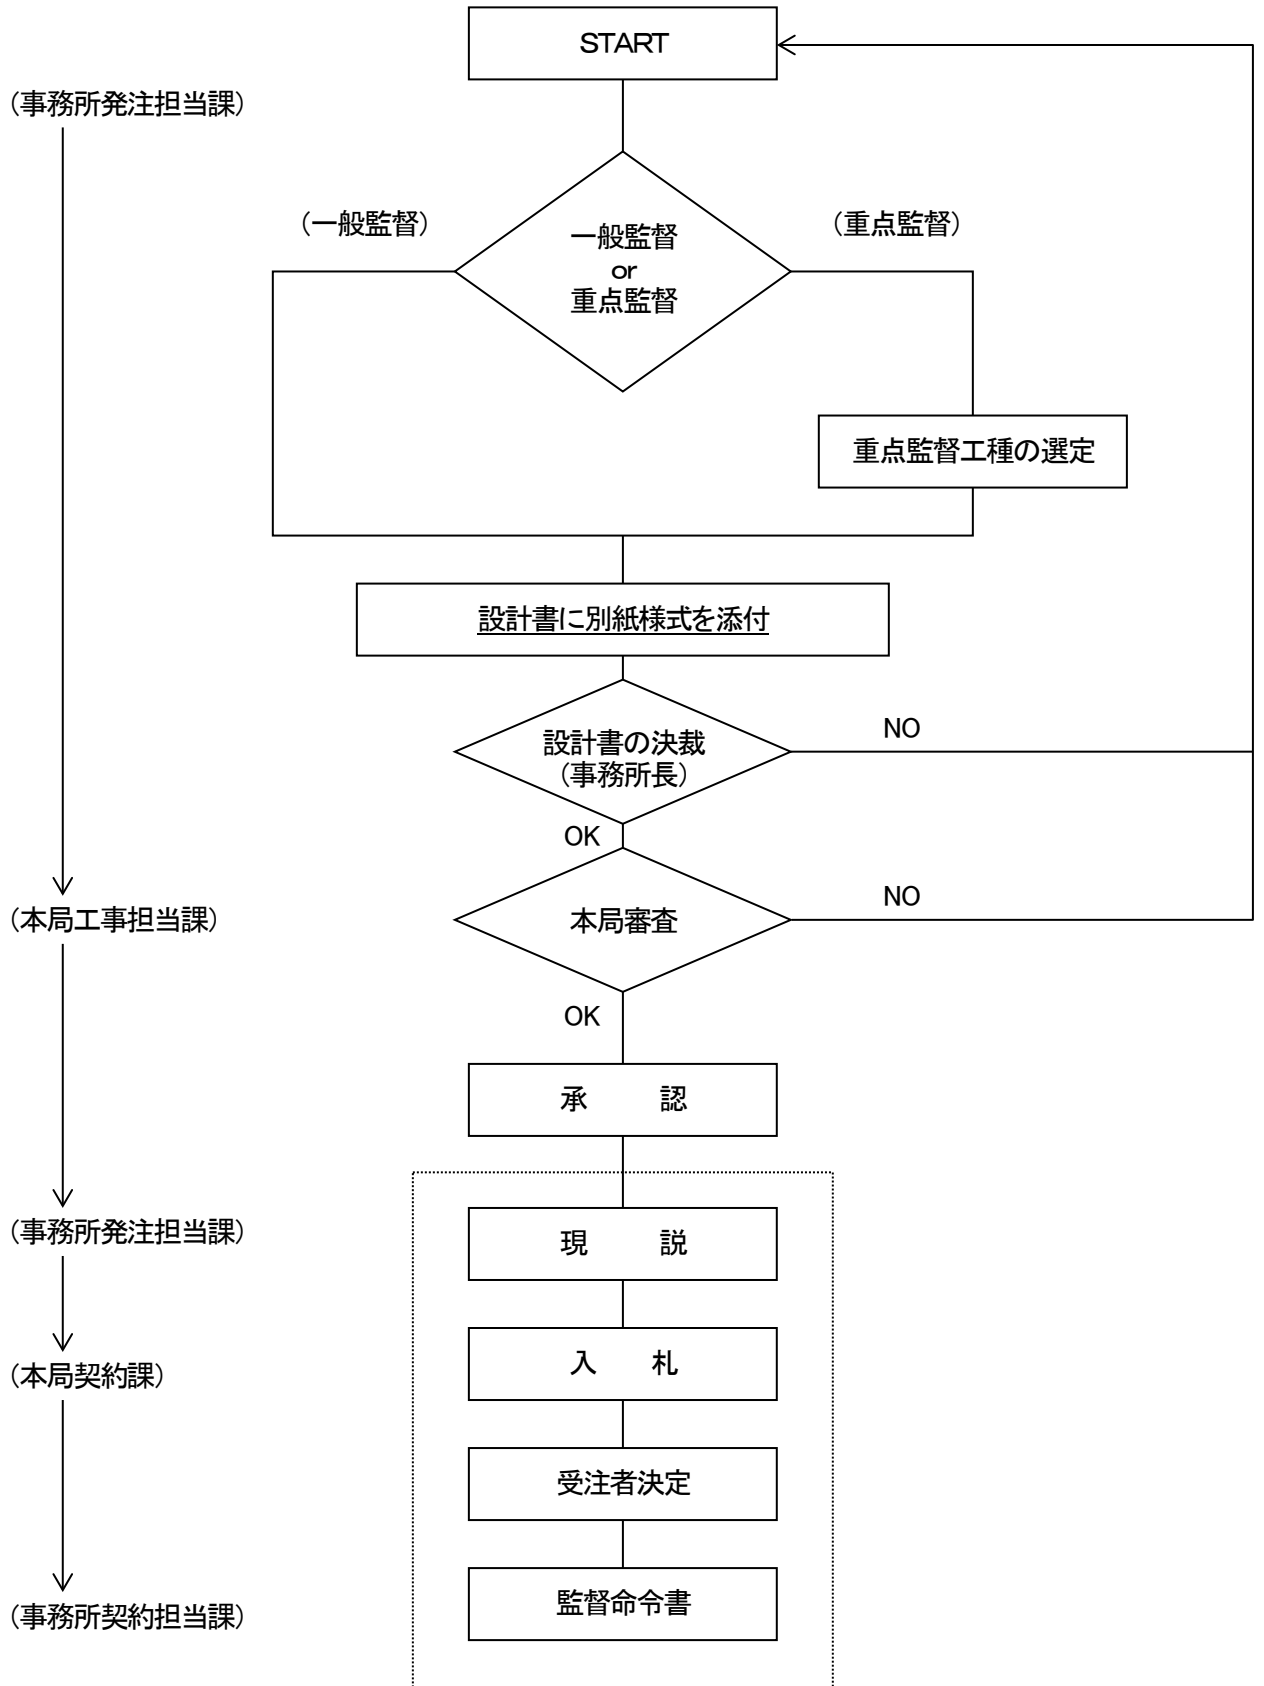 START
（事務所発注担当課）
（一般監督）
（重点監督）
一般監督
or
重点監督
重点監督工種の選定
設計書に別紙様式を添付
NO
設計書の決裁
（事務所長）
OK
NO
（本局工事担当課）
本局審査
OK
承　　認
（事務所発注担当課）
現　　説
（本局契約課）
入　　札
受注者決定
（事務所契約担当課）
監督命令書